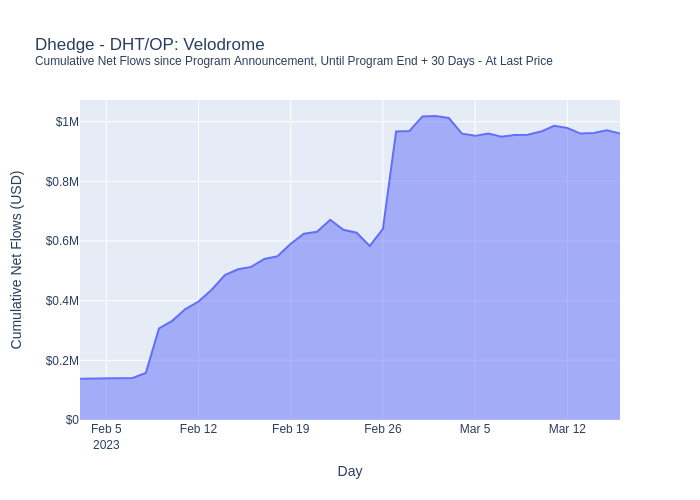 Dhedge - DHT/OP: Velodrome
Cumulative Net Flows since Program Announcement, Until Program End + 30 Days - At Last Price
Cumulative Net Flows (USD)
$1M
$0.8M
$0.6M
$0.4M
$0.2M
$0
Feb 5
2023
Feb 12
Feb 19
Feb 26
Mar 5
Mar 12
Day